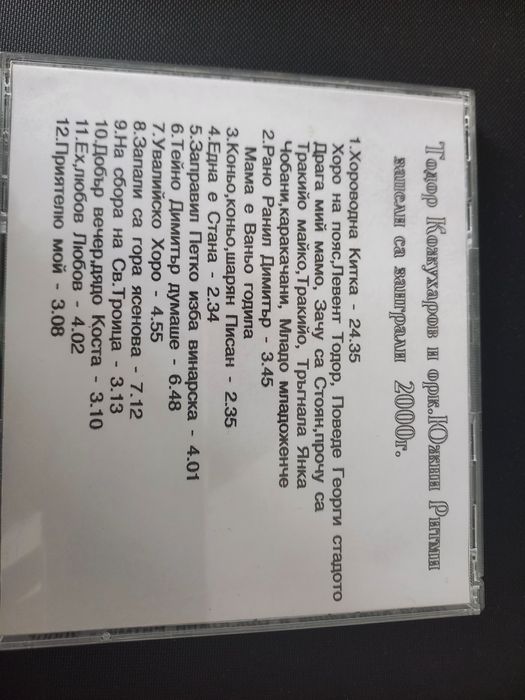 Тодор Кожухаров и орк.Южни Ритми
запели са заиграли 2000г.
1.Хороводна Китка - 24.35
Хоро на пояс,Левент Тодор, Поведе Георги стадото
Драга мий мамо, Зачу са Стоян,прочу са
Тракийо майко,Тракийо, Тръгнала Янка
Чобани,каракачани, Младо младоженче
Мама е Ваньо годила
2.Рано Ранил Димитър - 3.45
3.Коньо,коньо,шарян Писан - 2.35
4.Една е Стана - 2.34
5.Заправил Петко изба винарска - 4.01
6.Тейно Димитър думаше - 6.48
7.Увалийско Хоро - 4.55
8.Запали са гора ясенова - 7.12
9.На сбора на Св.Троица - 3.13
10.Добър вечер,дядо Коста - 3.10
11.Ех,любов Любов - 4.02
12.Приятелю мой - 3.08